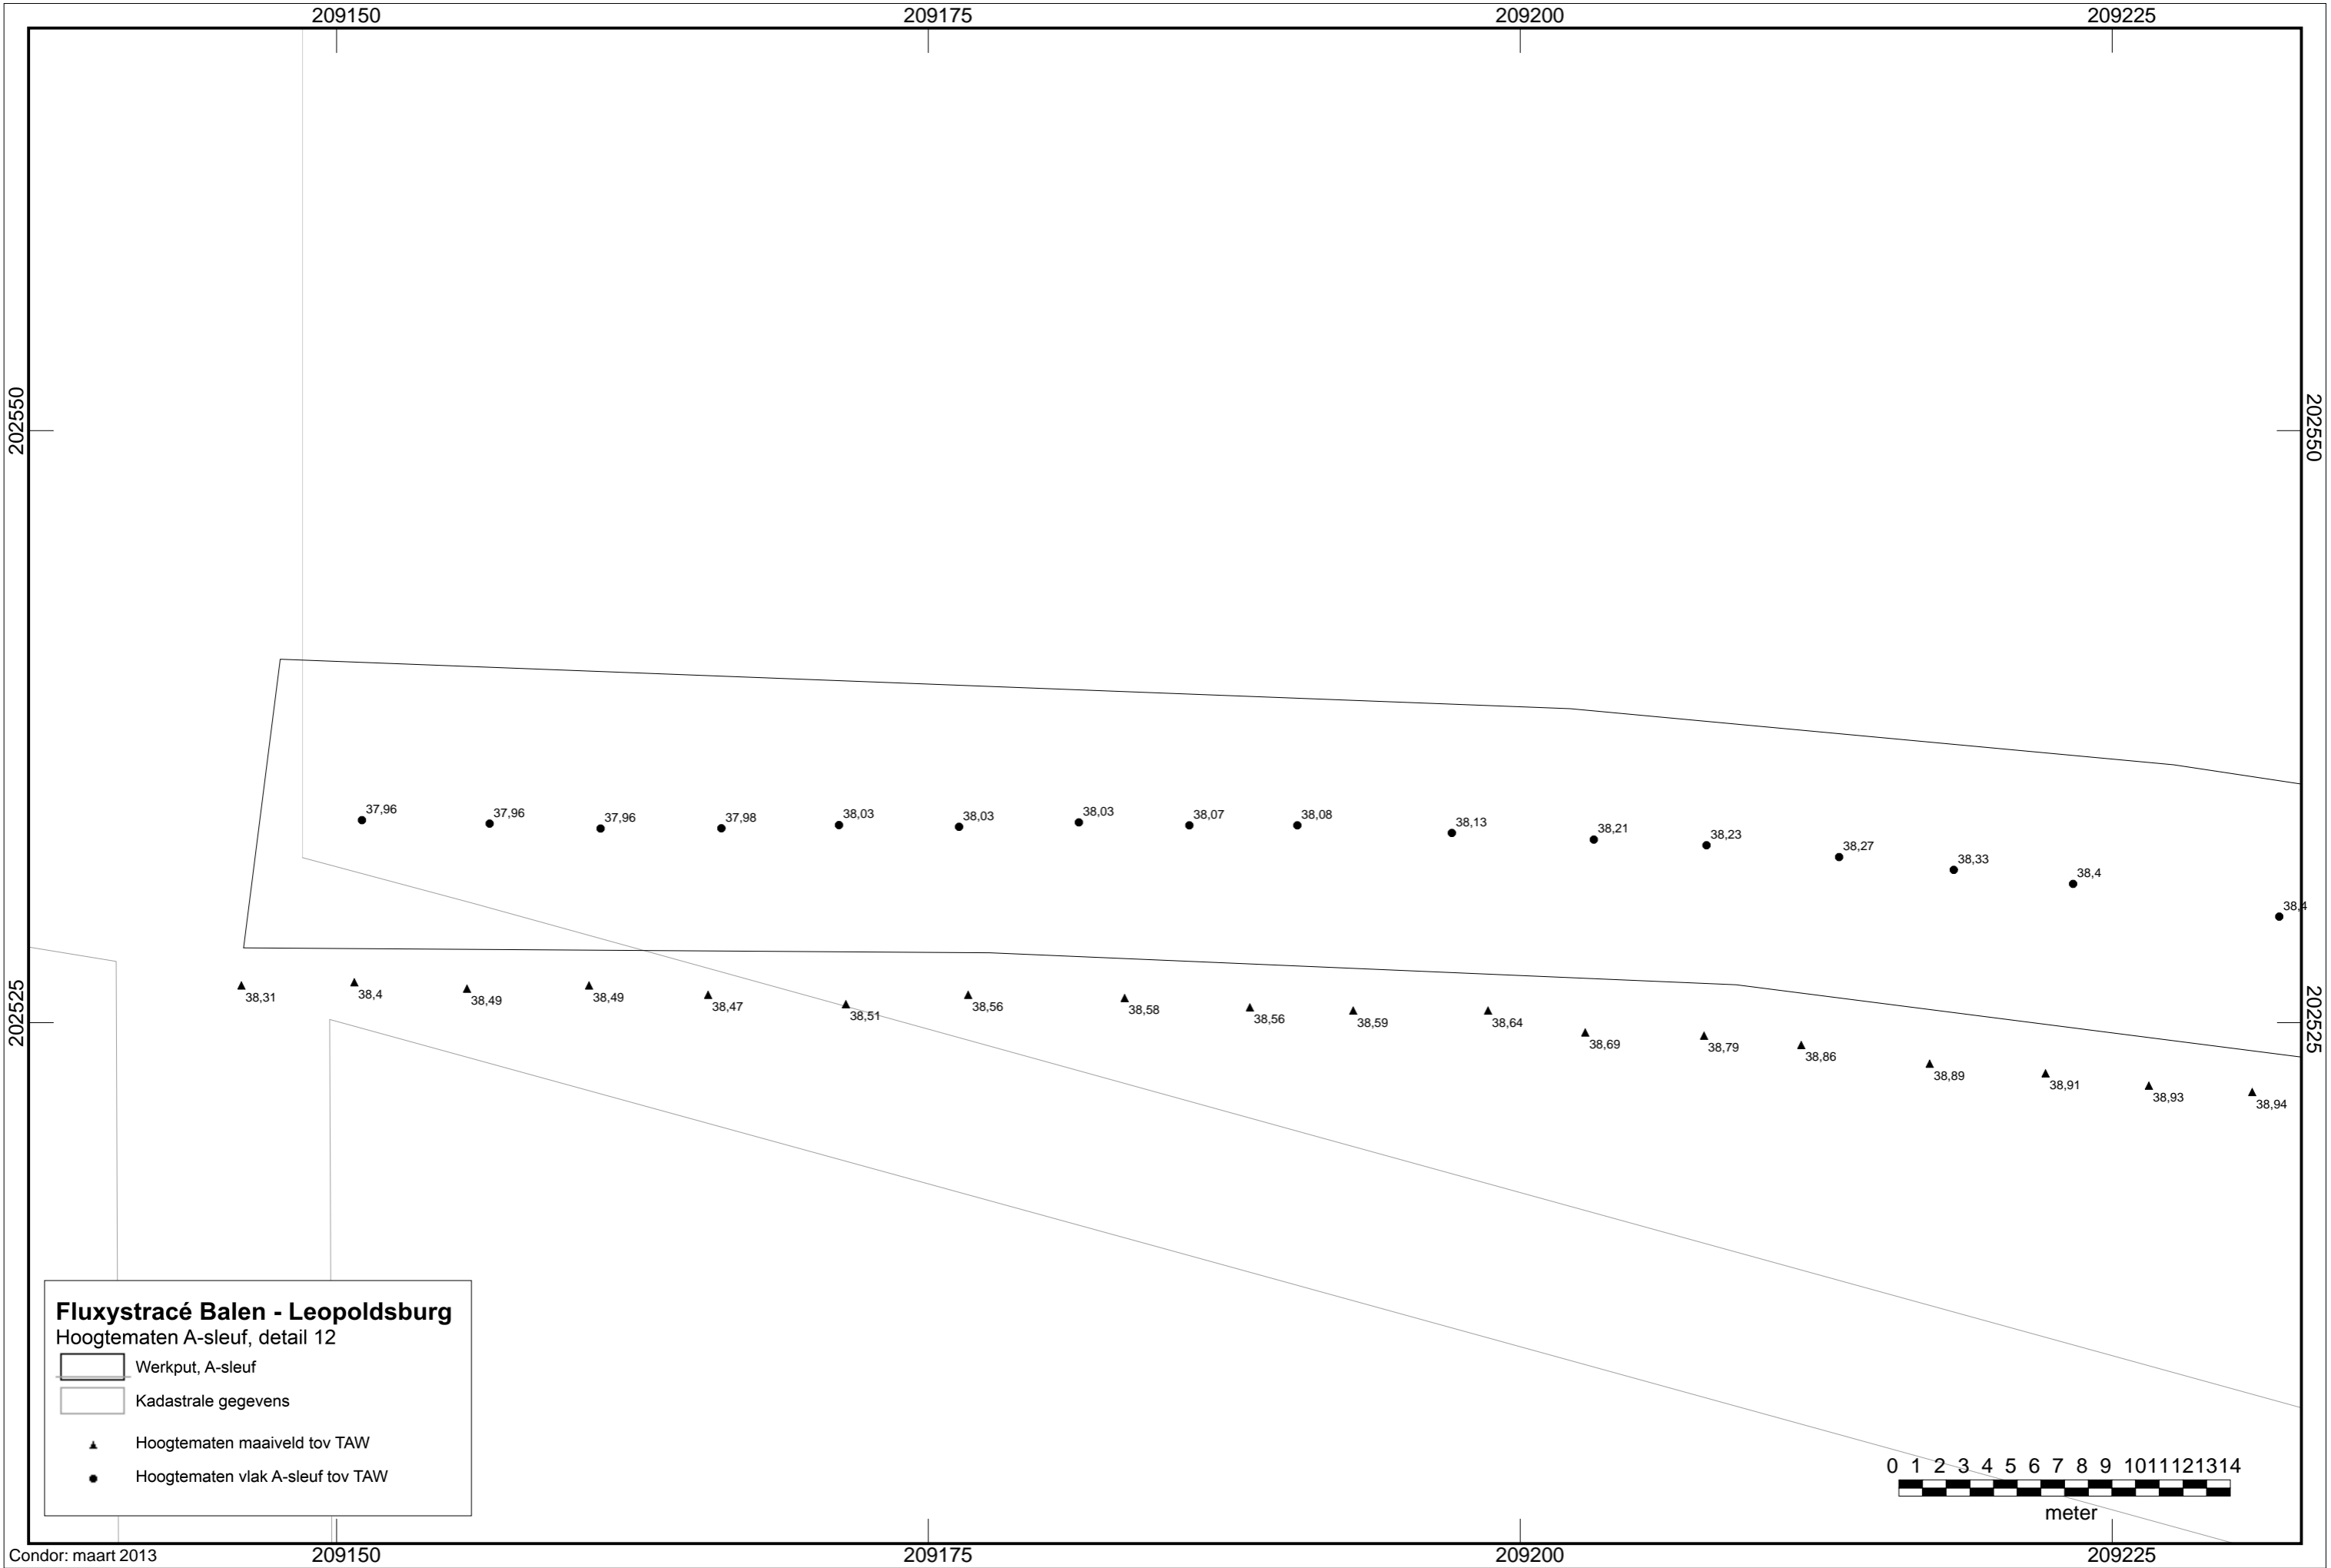 209150 209175 209200 209225
202550 202550
37,96 37,96 37,96 37,98 38,03 38,03 38,03 38,07 38,08 38,13 38,21 38,23 38,27 38,33 38,4 38,4
202525 202525
38,31 38,4 38,49 38,49 38,47 38,51 38,56 38,58 38,56 38,59 38,64 38,69 38,79 38,86 38,89 38,91 38,93 38,94
Fluxystracé Balen - Leopoldsburg
Hoogtematen A-sleuf, detail 12
Werkput, A-sleuf
Kadastrale gegevens
Hoogtematen maaiveld tov TAW
Hoogtematen vlak A-sleuf tov TAW
0 1 2 3 4 5 6 7 8 9 10 11 12 13 14
meter
Condor: maart 2013
209150 209175 209200 209225